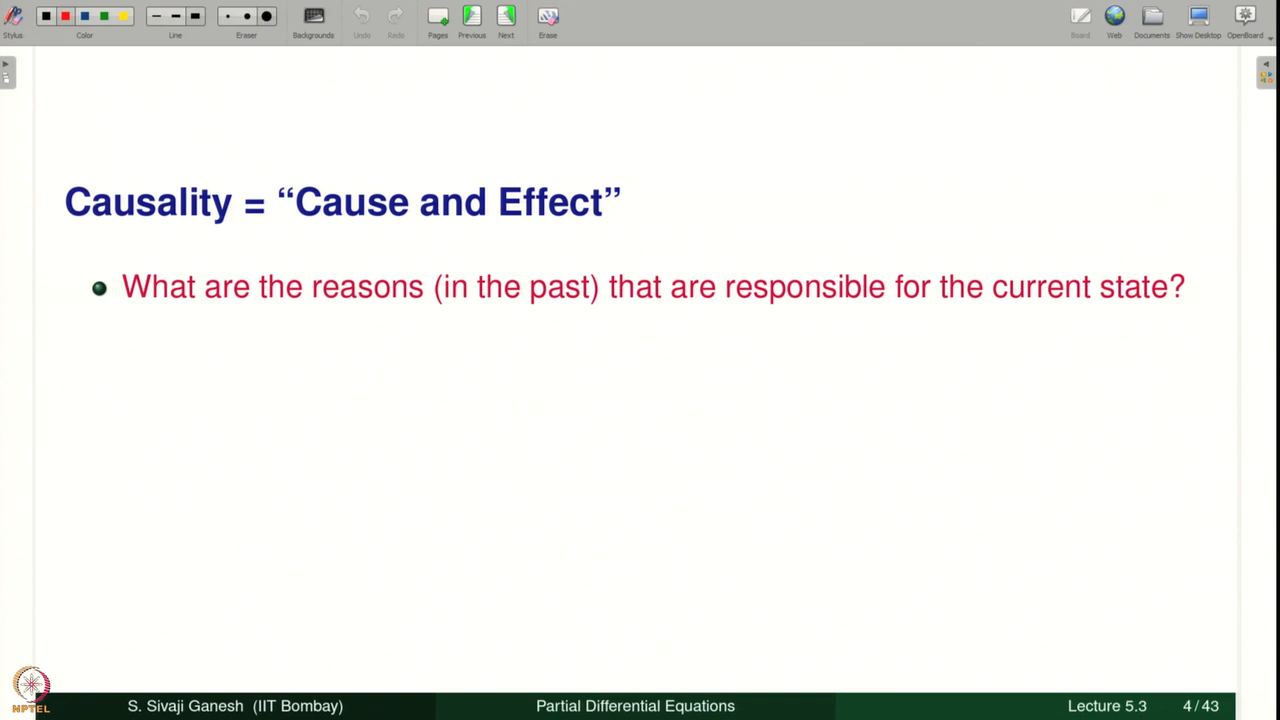 Stylus Color Line Eraser Backgrounds Undo Redo Pages Previous Next Erase Board Web Documents Show Desktop OpenBoard
Causality = “Cause and Effect”
What are the reasons (in the past) that are responsible for the current state?
NPTEL
S. Sivaji Ganesh (IIT Bombay) Partial Differential Equations Lecture 5.3 4/43